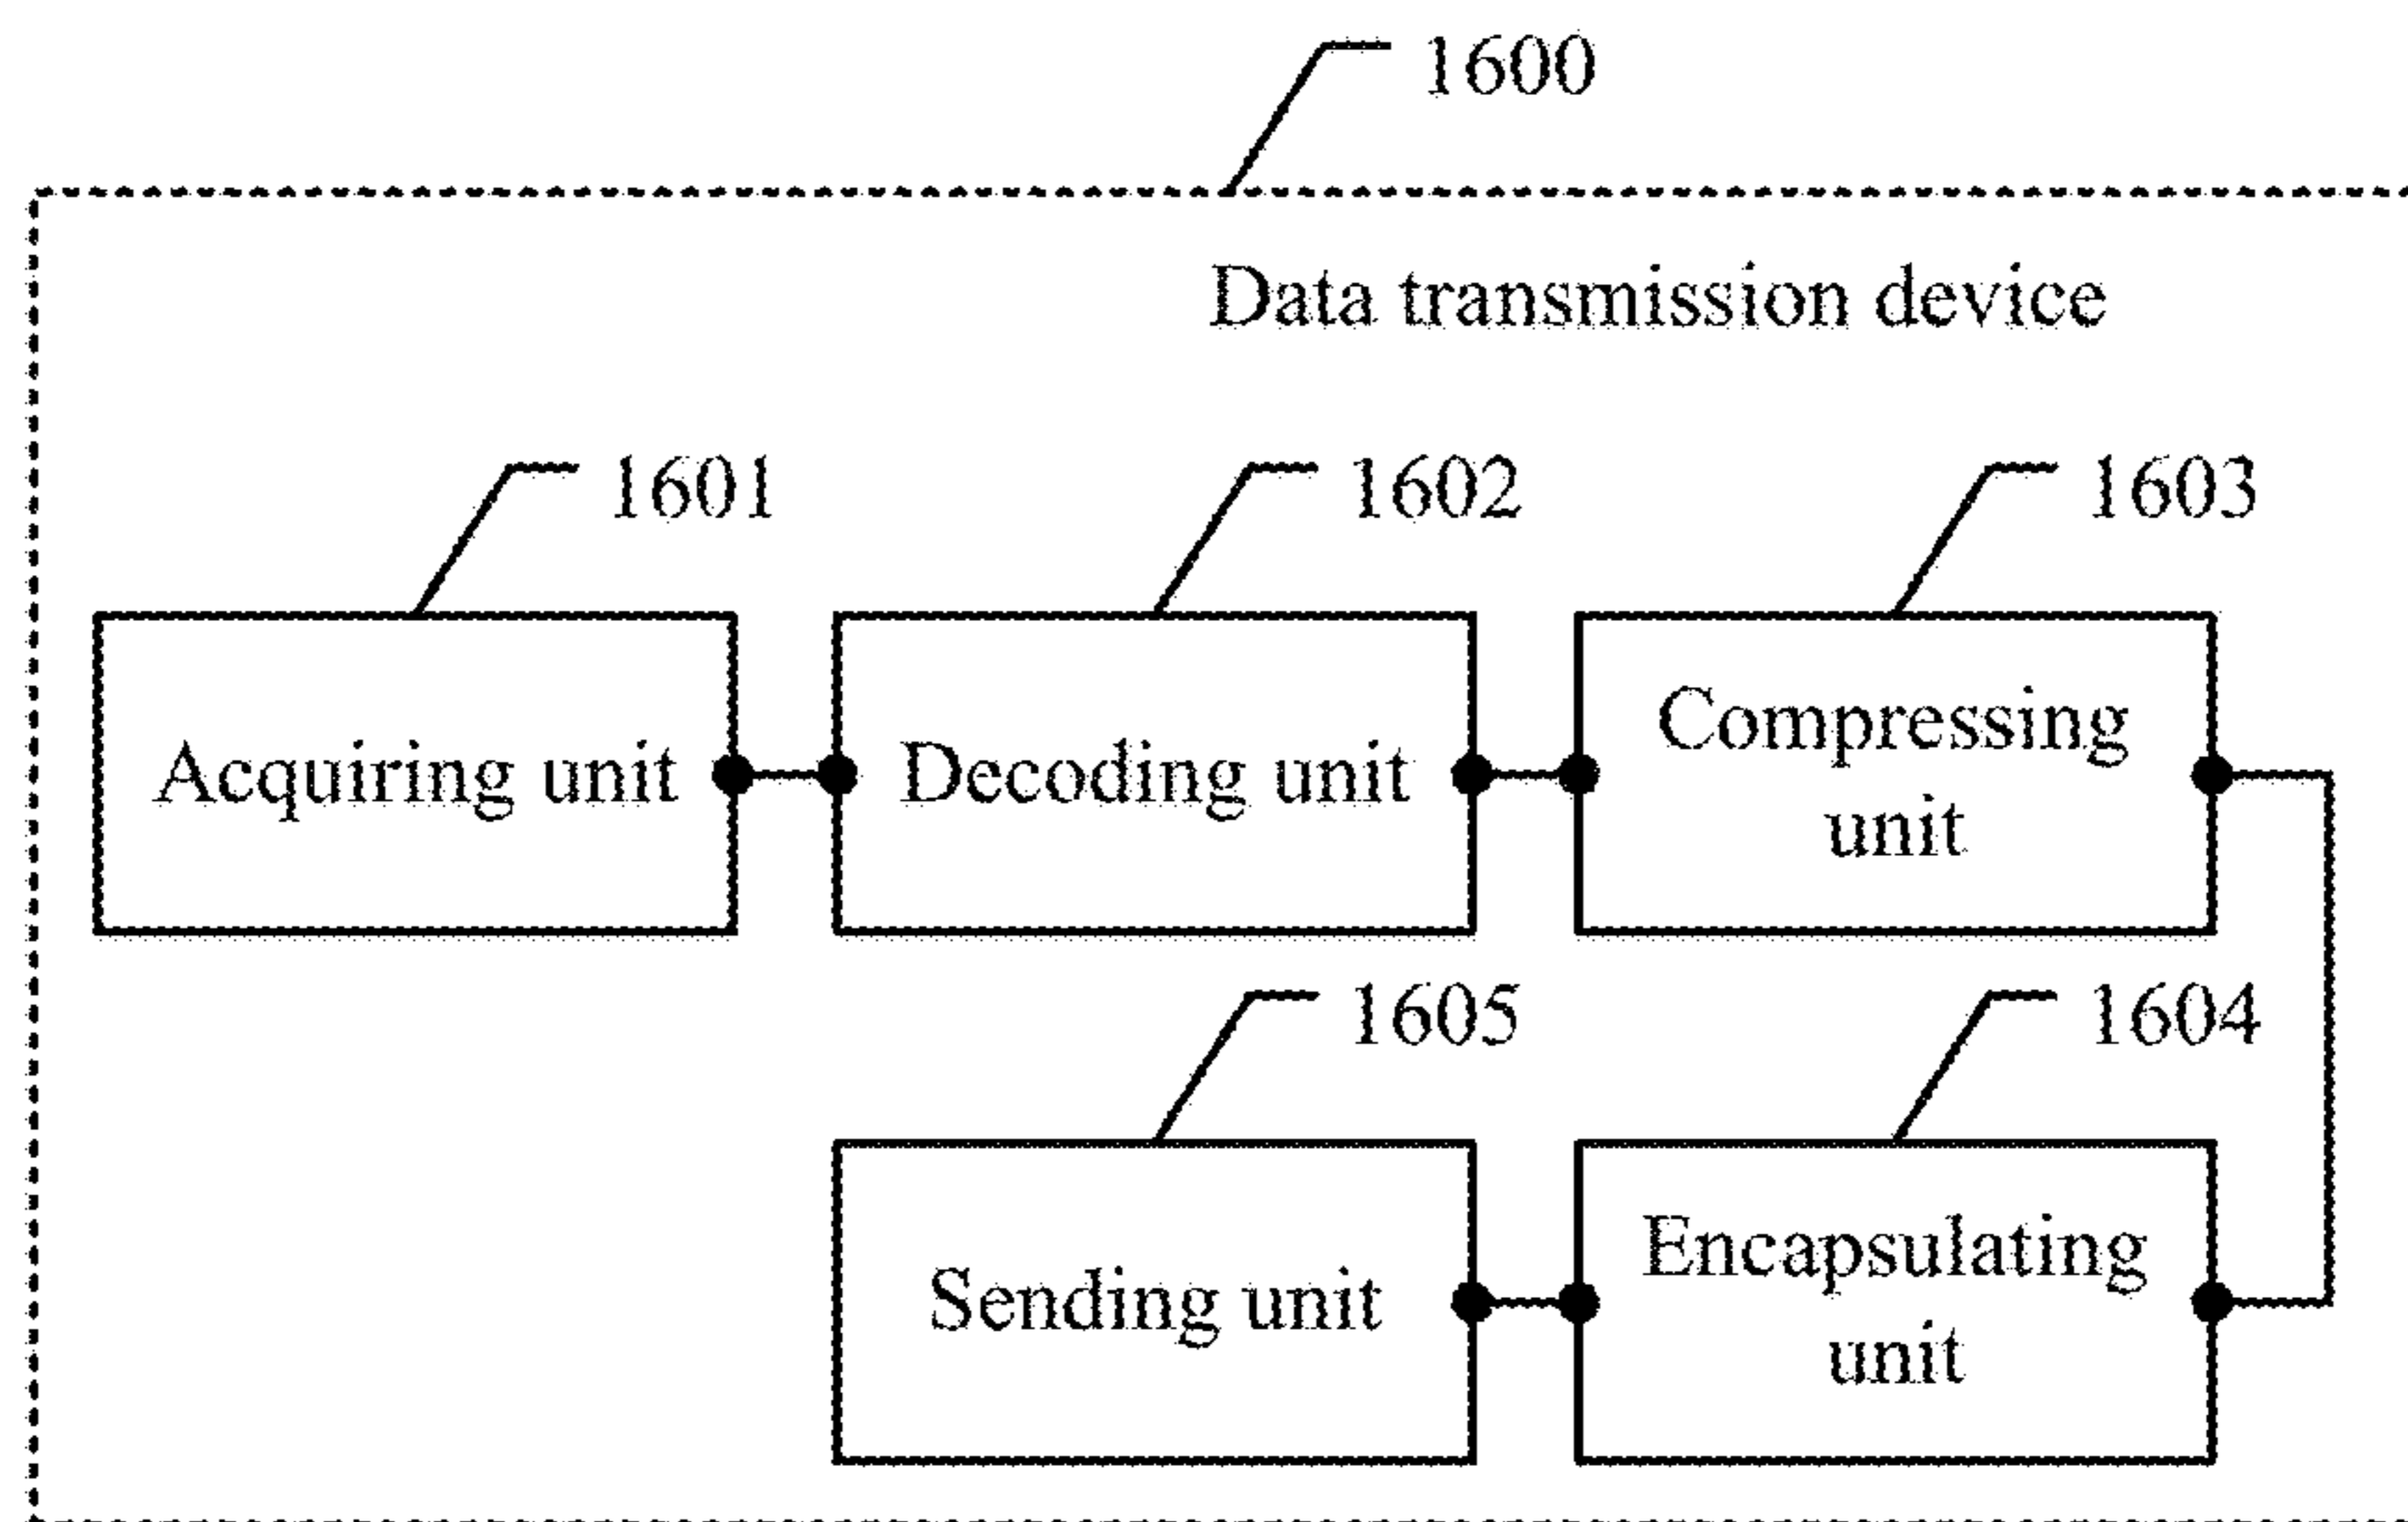 1600
Data transmission device
1601
1602
1603
Acquiring unit
Decoding unit
Compressing
unit
1605
1604
Sending unit
Encapsulating
unit